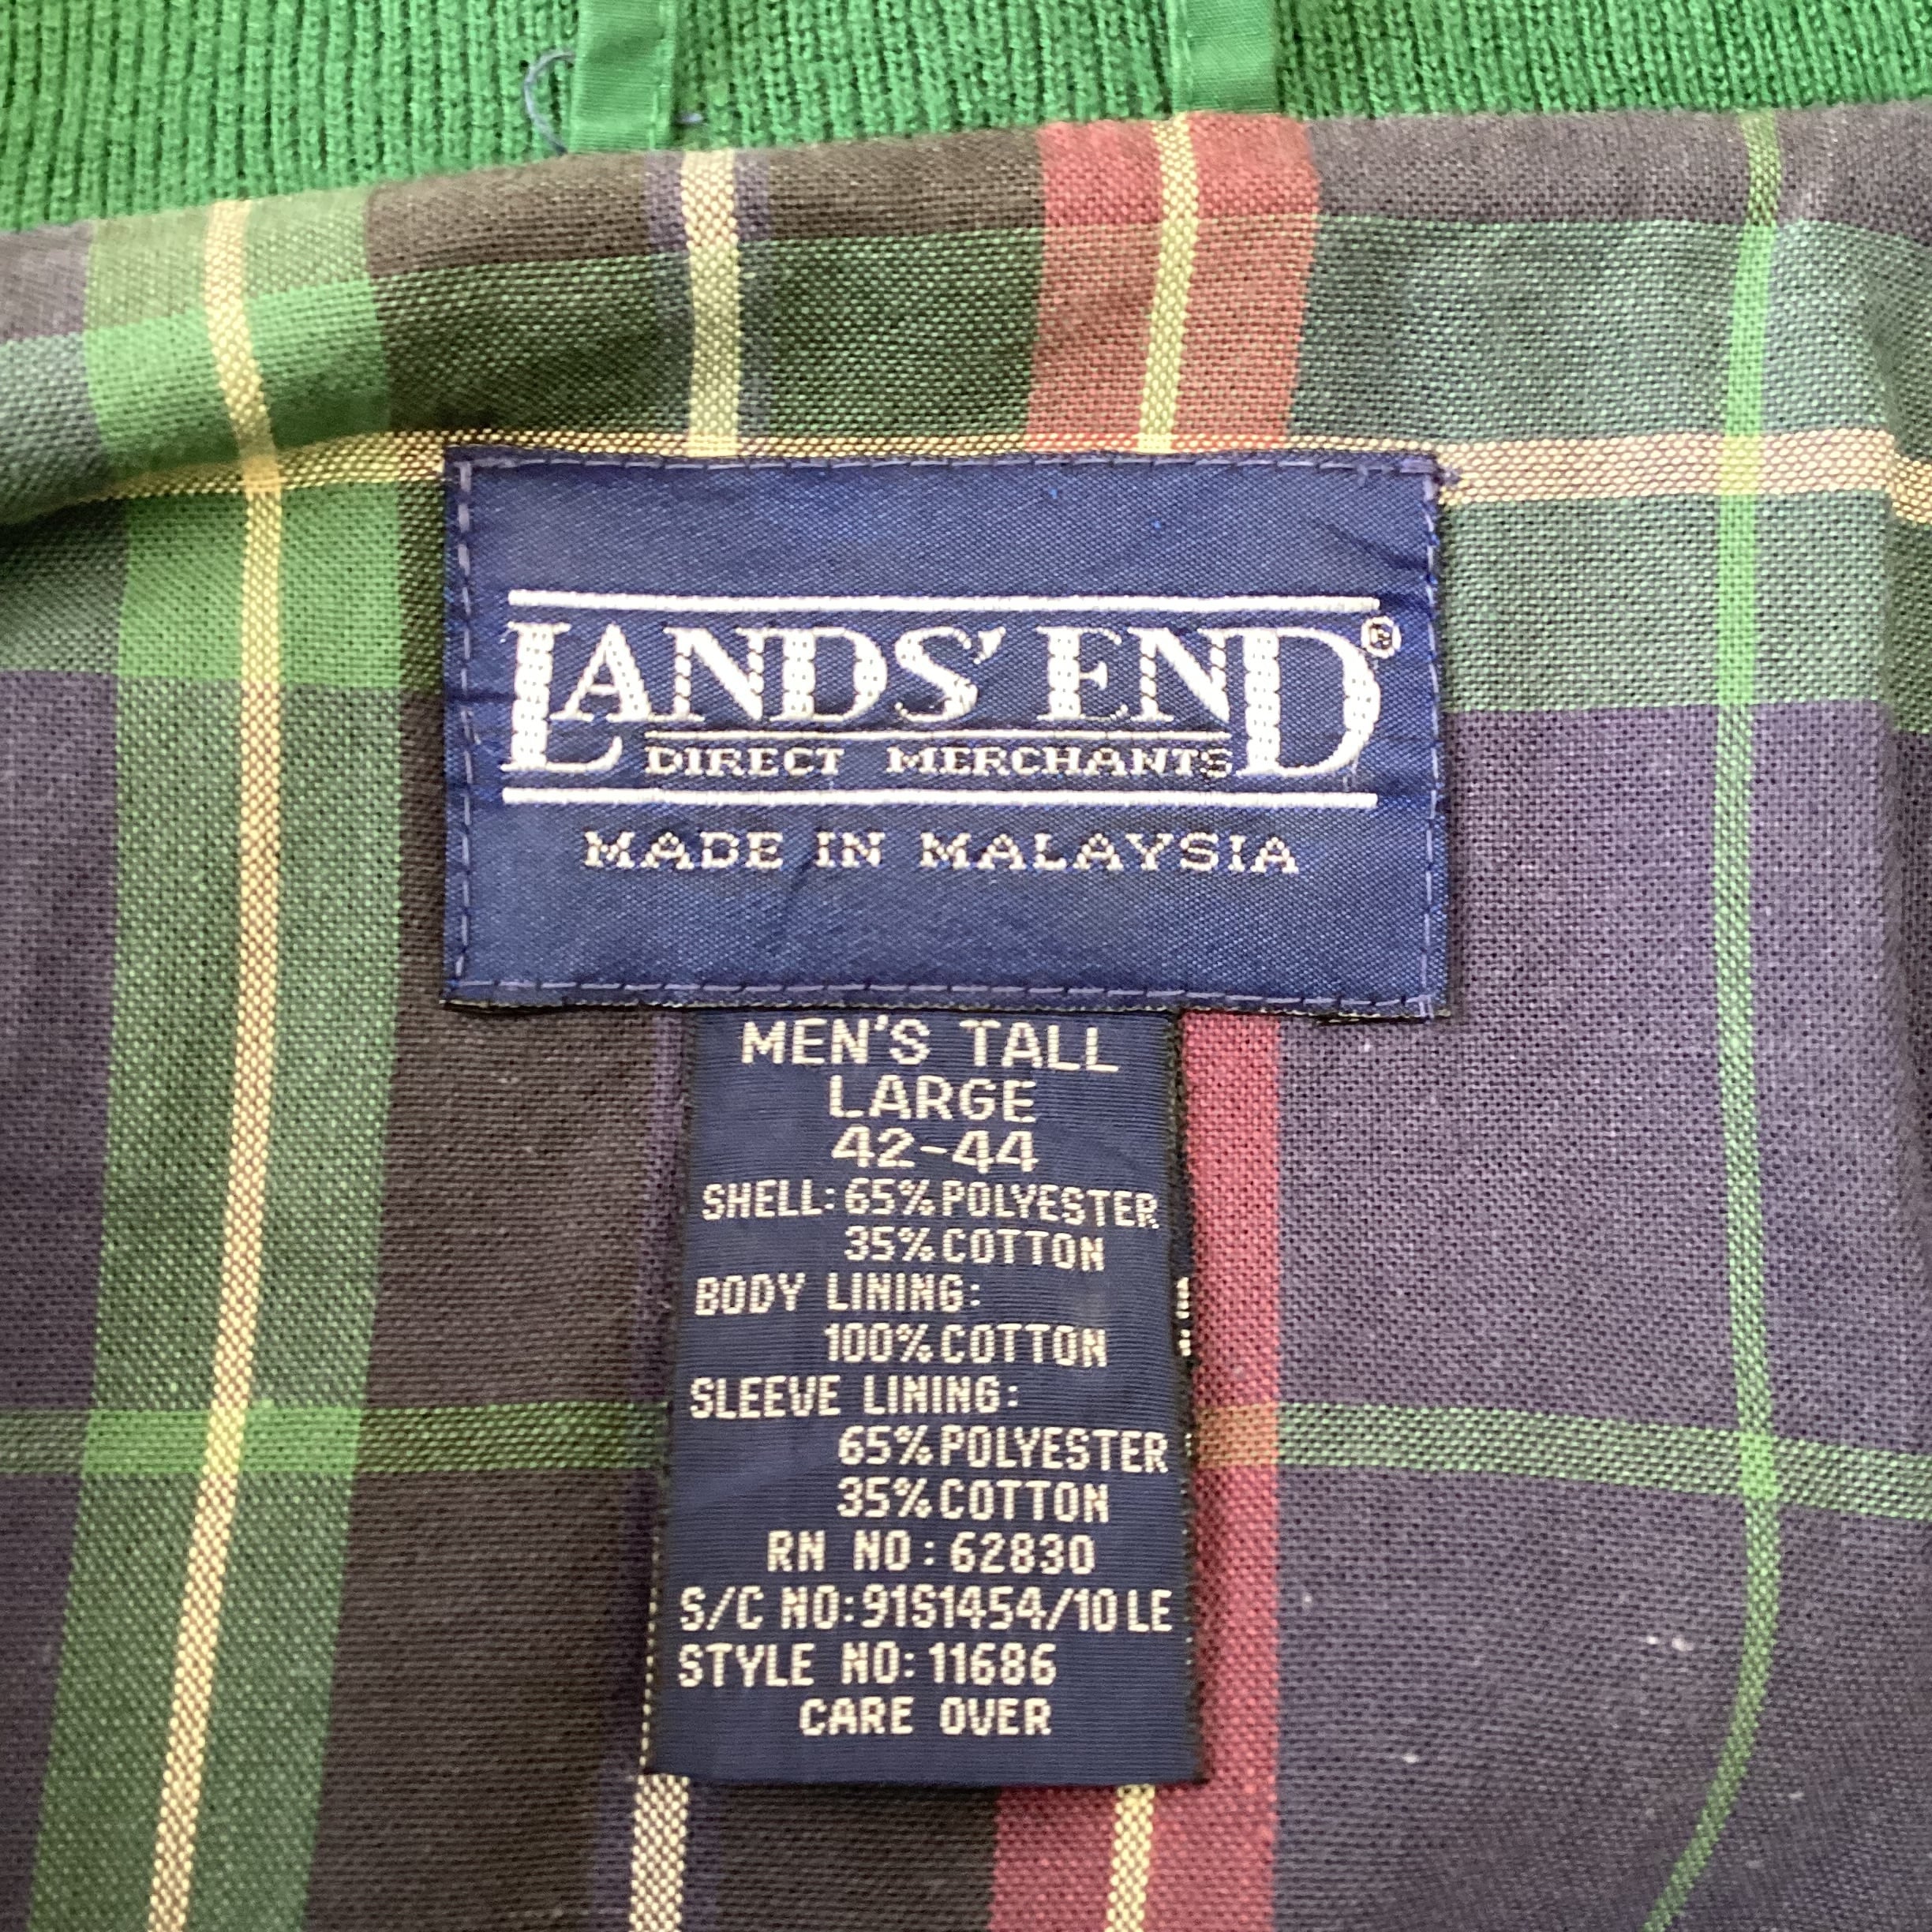 LANDS' END®
DIRECT MERCHANTS
MADE IN MALAYSIA
MEN'S TALL
LARGE
42-44
SHELL: 65% POLYESTER
35% COTTON
BODY LINING:
100% COTTON
SLEEVE LINING:
65% POLYESTER
35% COTTON
RN NO: 62830
S/C NO: 91S1454/10 LE
STYLE NO: 11686
CARE OVER